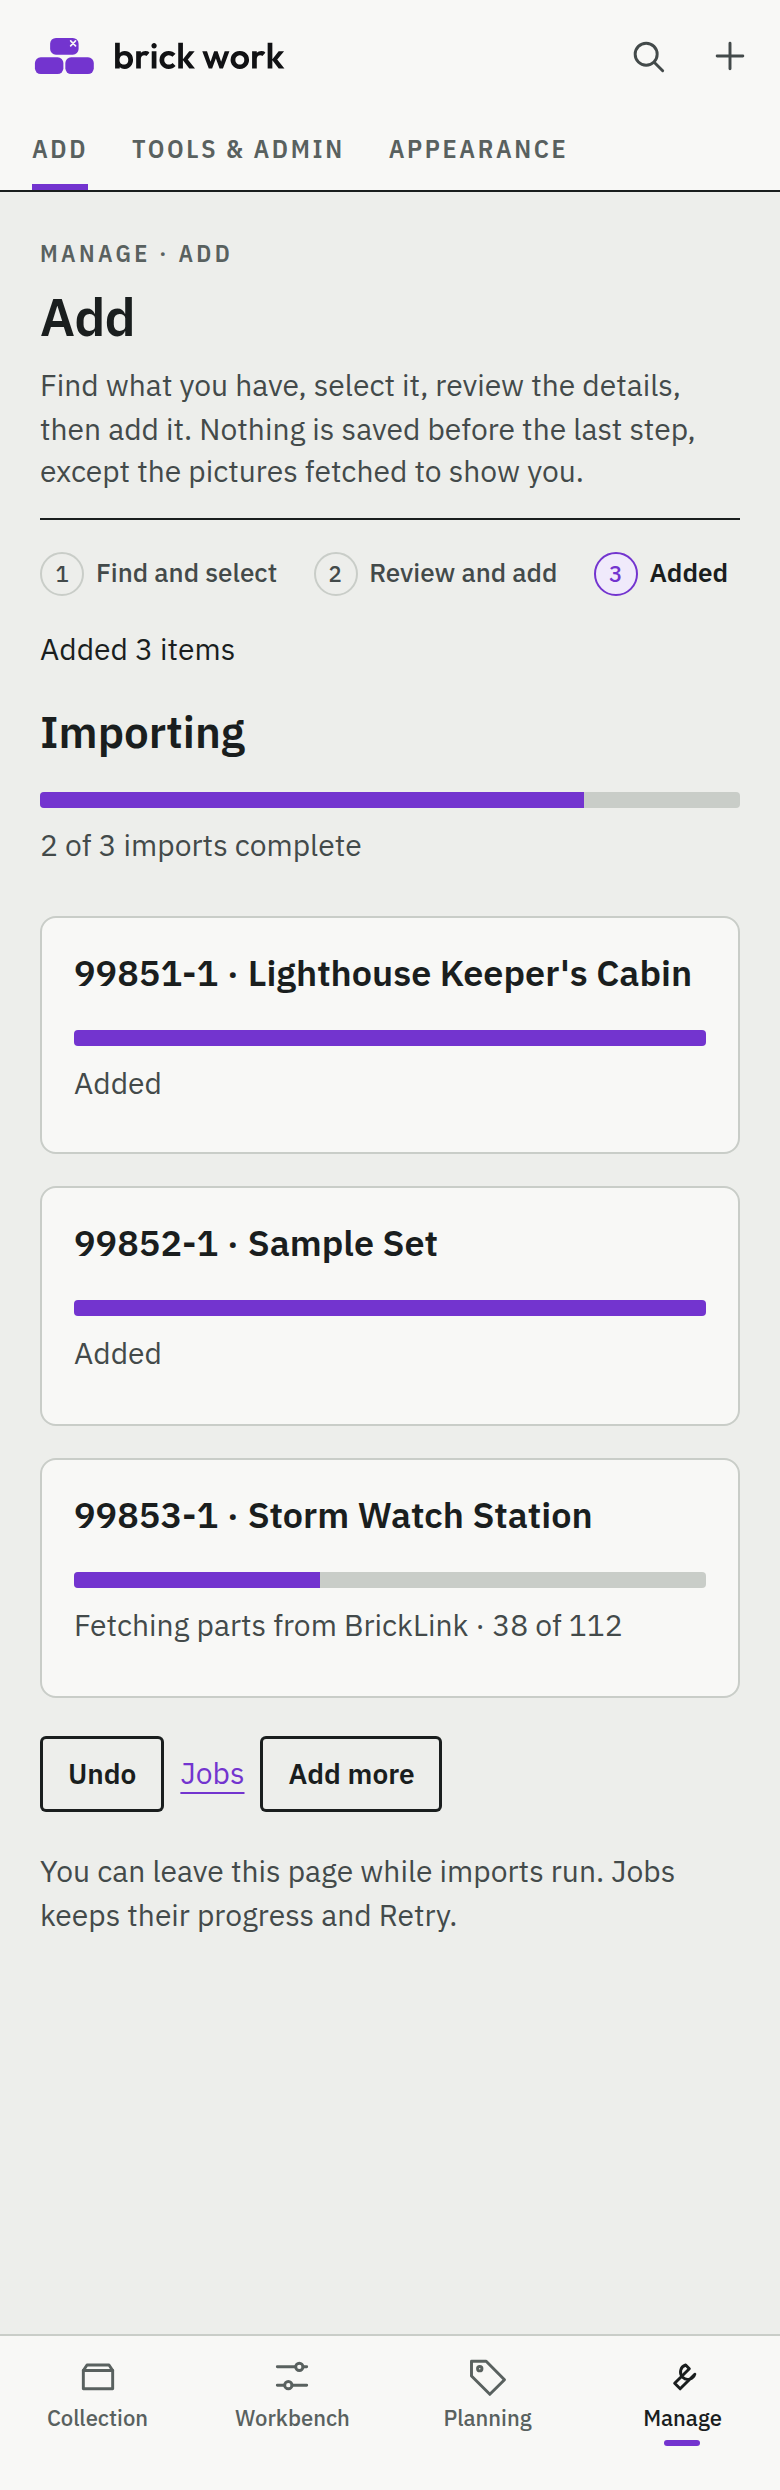 brick work
ADD TOOLS & ADMIN APPEARANCE
MANAGE · ADD
Add
Find what you have, select it, review the details,
then add it. Nothing is saved before the last step,
except the pictures fetched to show you.
1 Find and select 2 Review and add 3 Added
Added 3 items
Importing
2 of 3 imports complete
99851-1 · Lighthouse Keeper's Cabin
Added
99852-1 · Sample Set
Added
99853-1 · Storm Watch Station
Fetching parts from BrickLink · 38 of 112
Undo Jobs Add more
You can leave this page while imports run. Jobs
keeps their progress and Retry.
Collection Workbench Planning Manage